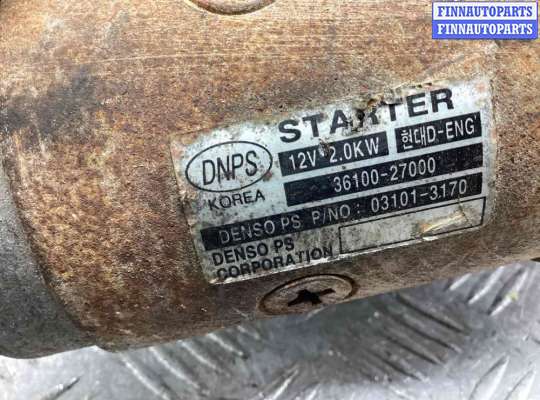 FINNAUTOPARTS
FINNAUTOPARTS
STARTER
DNPS
12V 2.0KW
현대D-ENG
KOREA
36100-27000
DENSO PS P/NO : 03101-3170
DENSO PS
CORPORATION